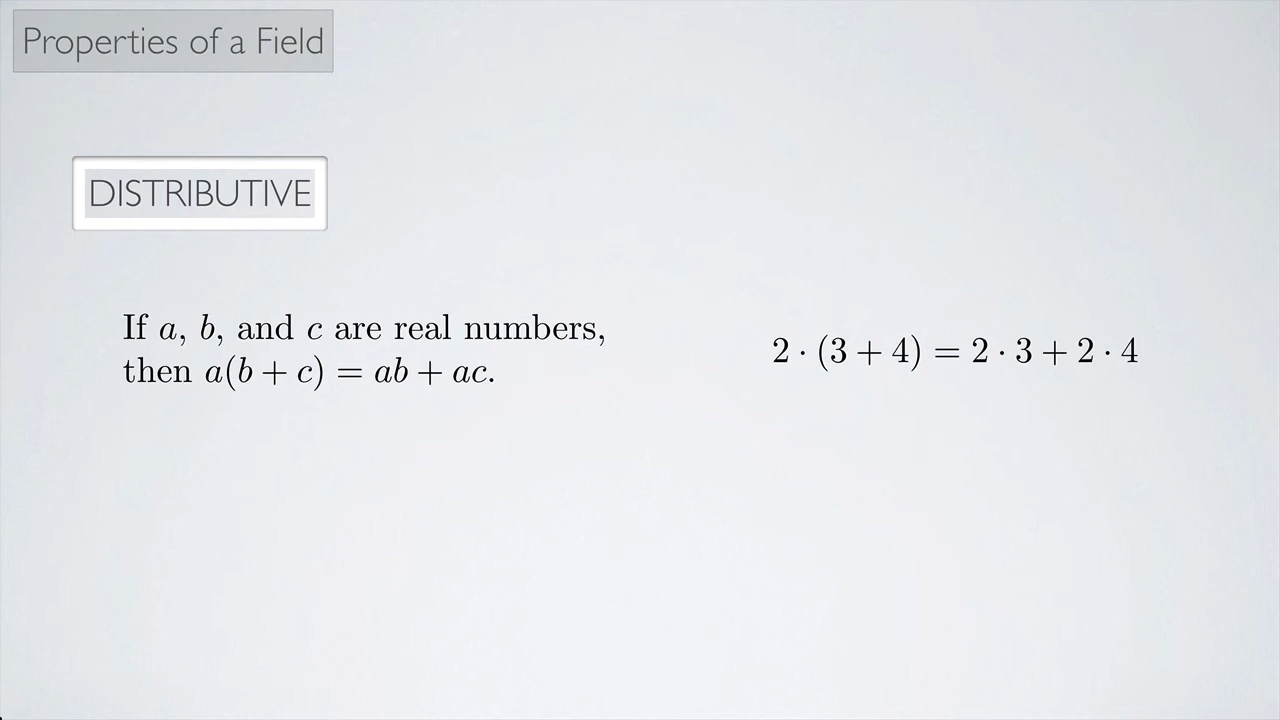 Properties of a Field
DISTRIBUTIVE
If a, b, and c are real numbers,
then a(b + c) = ab + ac.
2 · (3 + 4) = 2 · 3 + 2 · 4